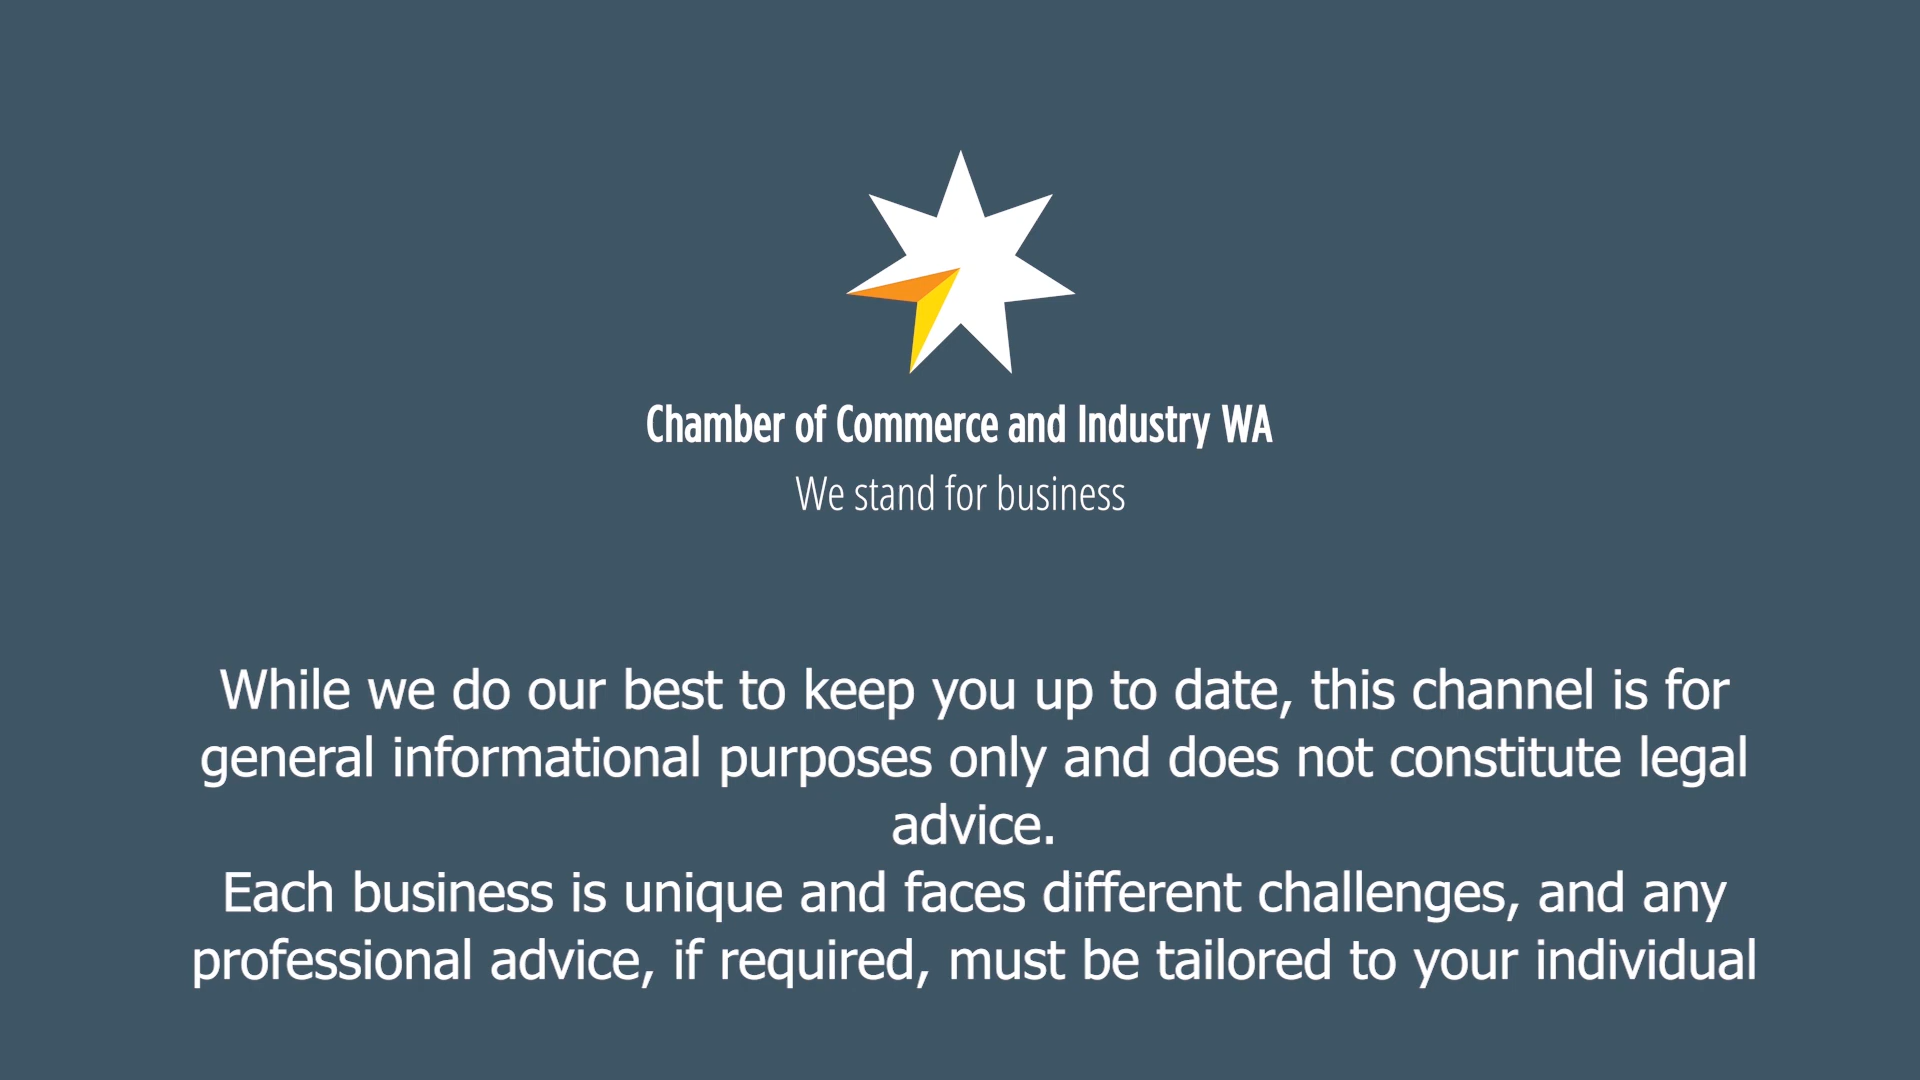 Chamber of Commerce and Industry WA
We stand for business
While we do our best to keep you up to date, this channel is for
general informational purposes only and does not constitute legal
advice.
Each business is unique and faces different challenges, and any
professional advice, if required, must be tailored to your individual